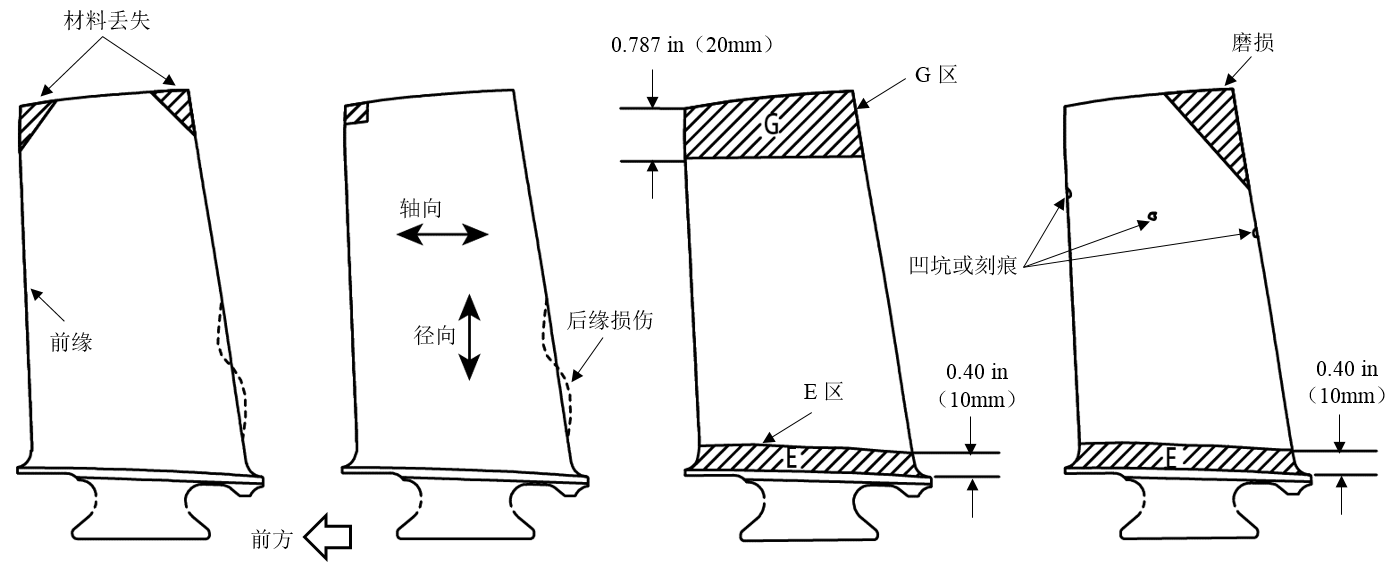 材料丢失
前缘
前方
轴向
径向
后缘损伤
0.787 in（20mm）
G 区
G
E 区
E
0.40 in
（10mm）
磨损
凹坑或刻痕
E
0.40 in
（10mm）